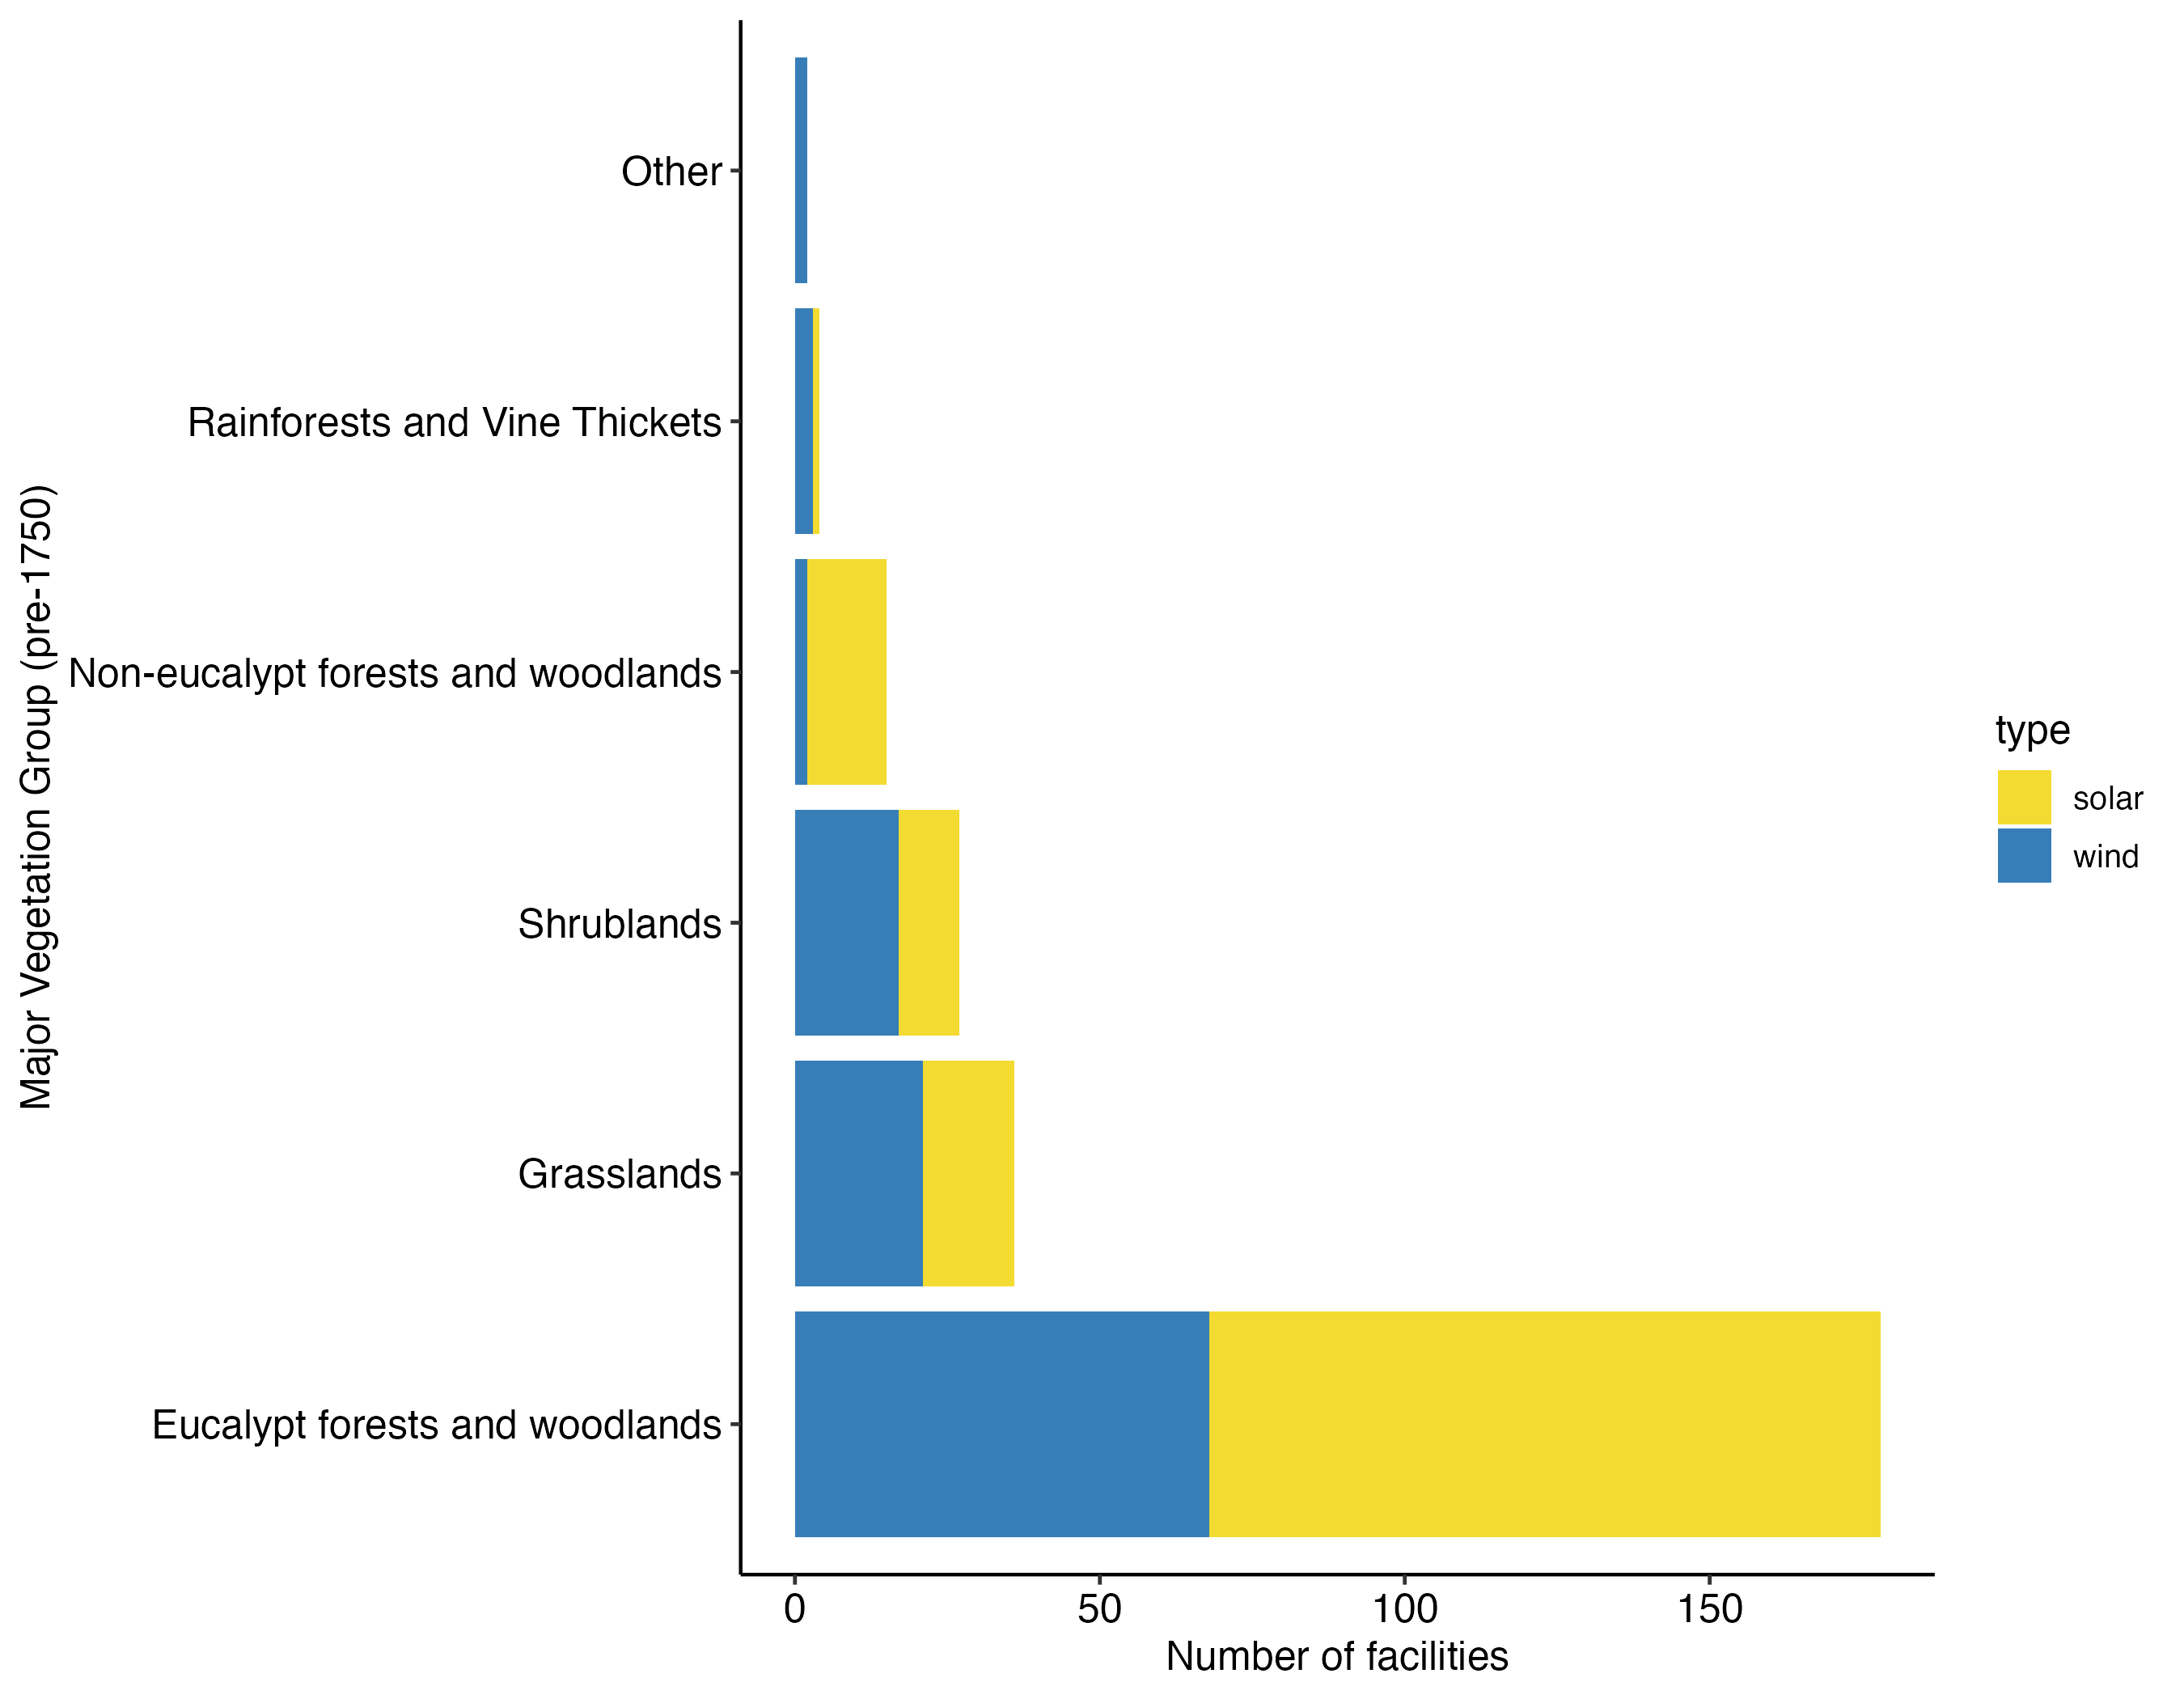 Major Vegetation Group (pre-1750)
Other
Rainforests and Vine Thickets
Non-eucalypt forests and woodlands
Shrublands
Grasslands
Eucalypt forests and woodlands
0
50
100
150
Number of facilities
type
solar
wind